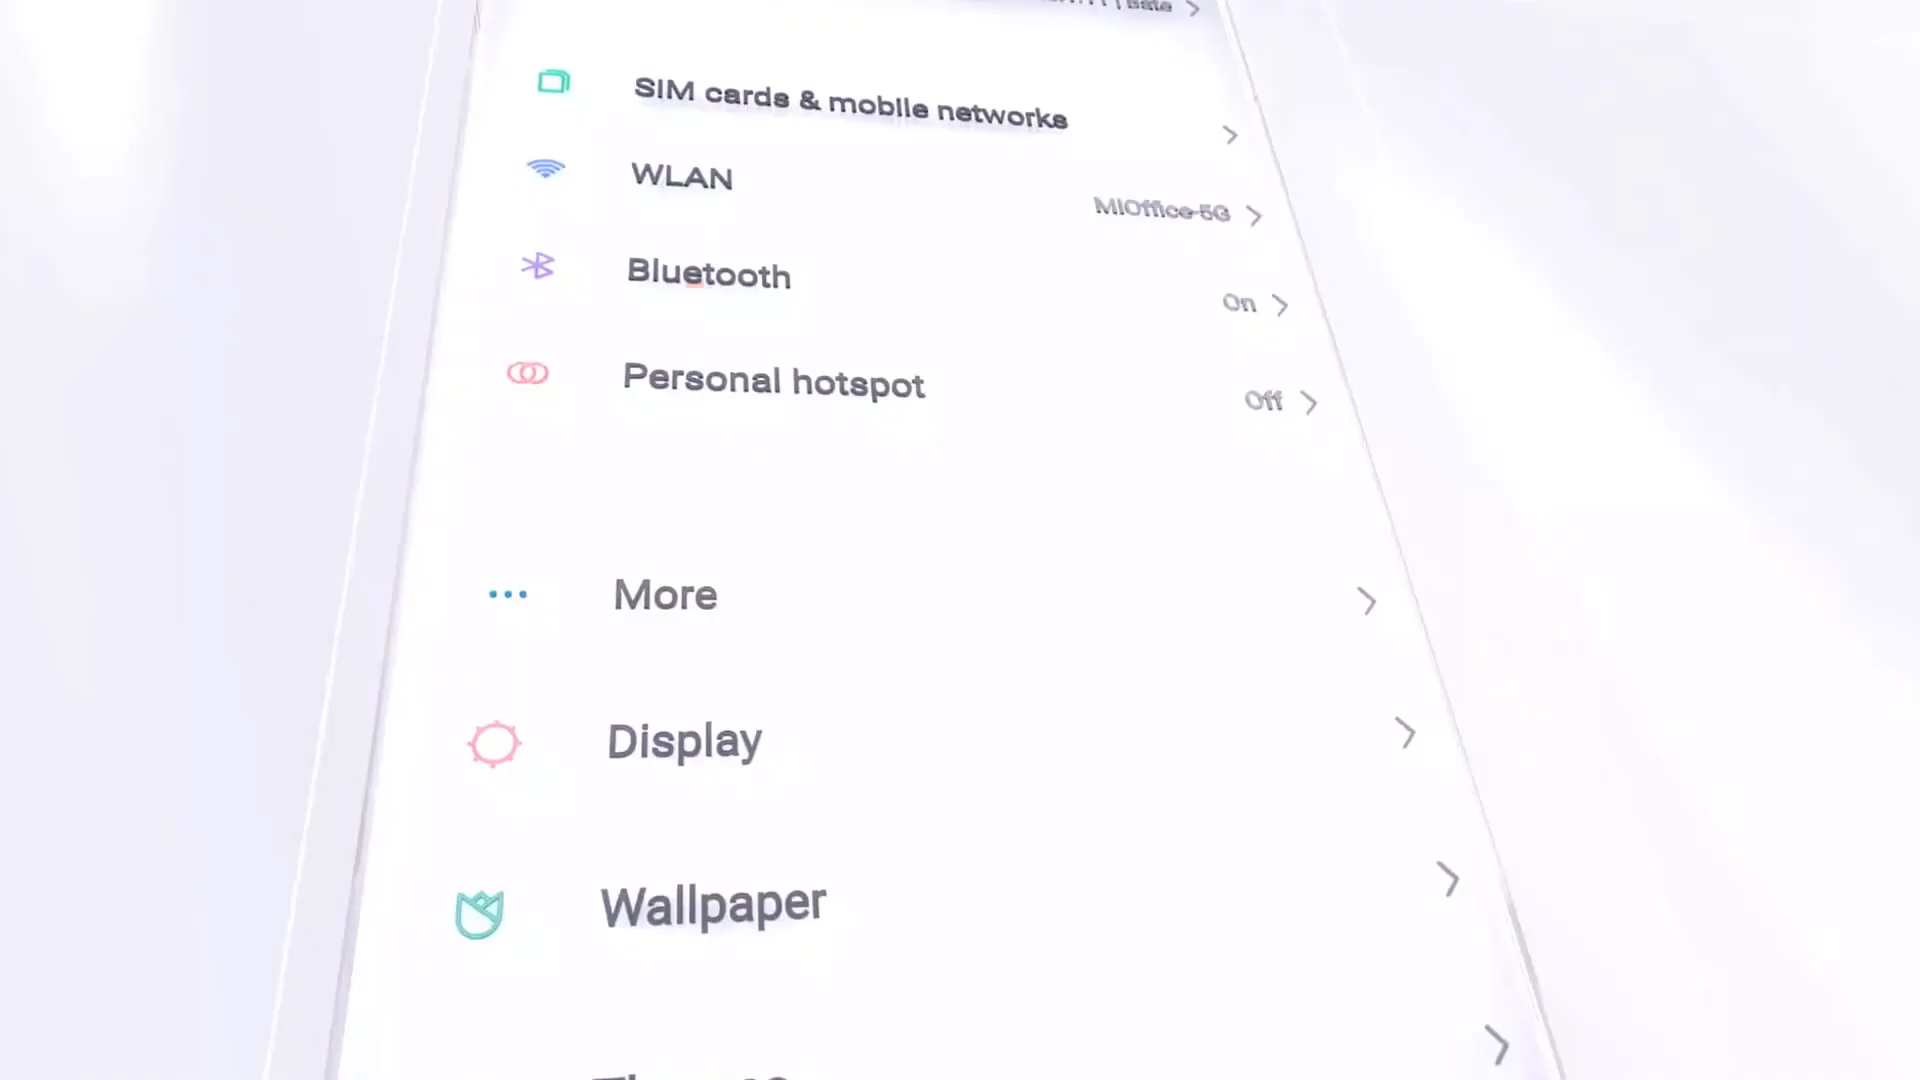 SIM cards & mobile networks
WLAN
MIOffice-5G
Bluetooth
On
Personal hotspot
Off
More
Display
Wallpaper